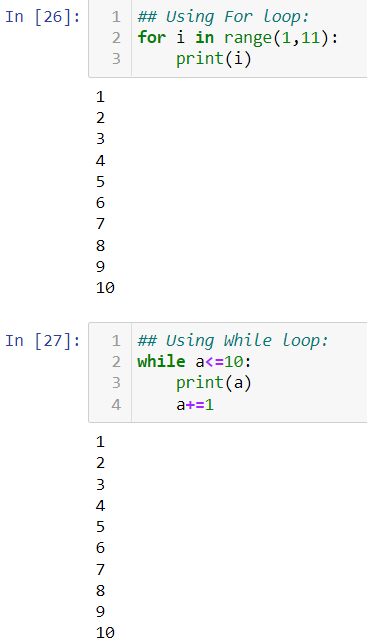 In [26]:
1 ## Using For loop:
2 for i in range(1,11):
3     print(i)
1
2
3
4
5
6
7
8
9
10
In [27]:
1 ## Using While loop:
2 while a<=10:
3     print(a)
4     a+=1
1
2
3
4
5
6
7
8
9
10